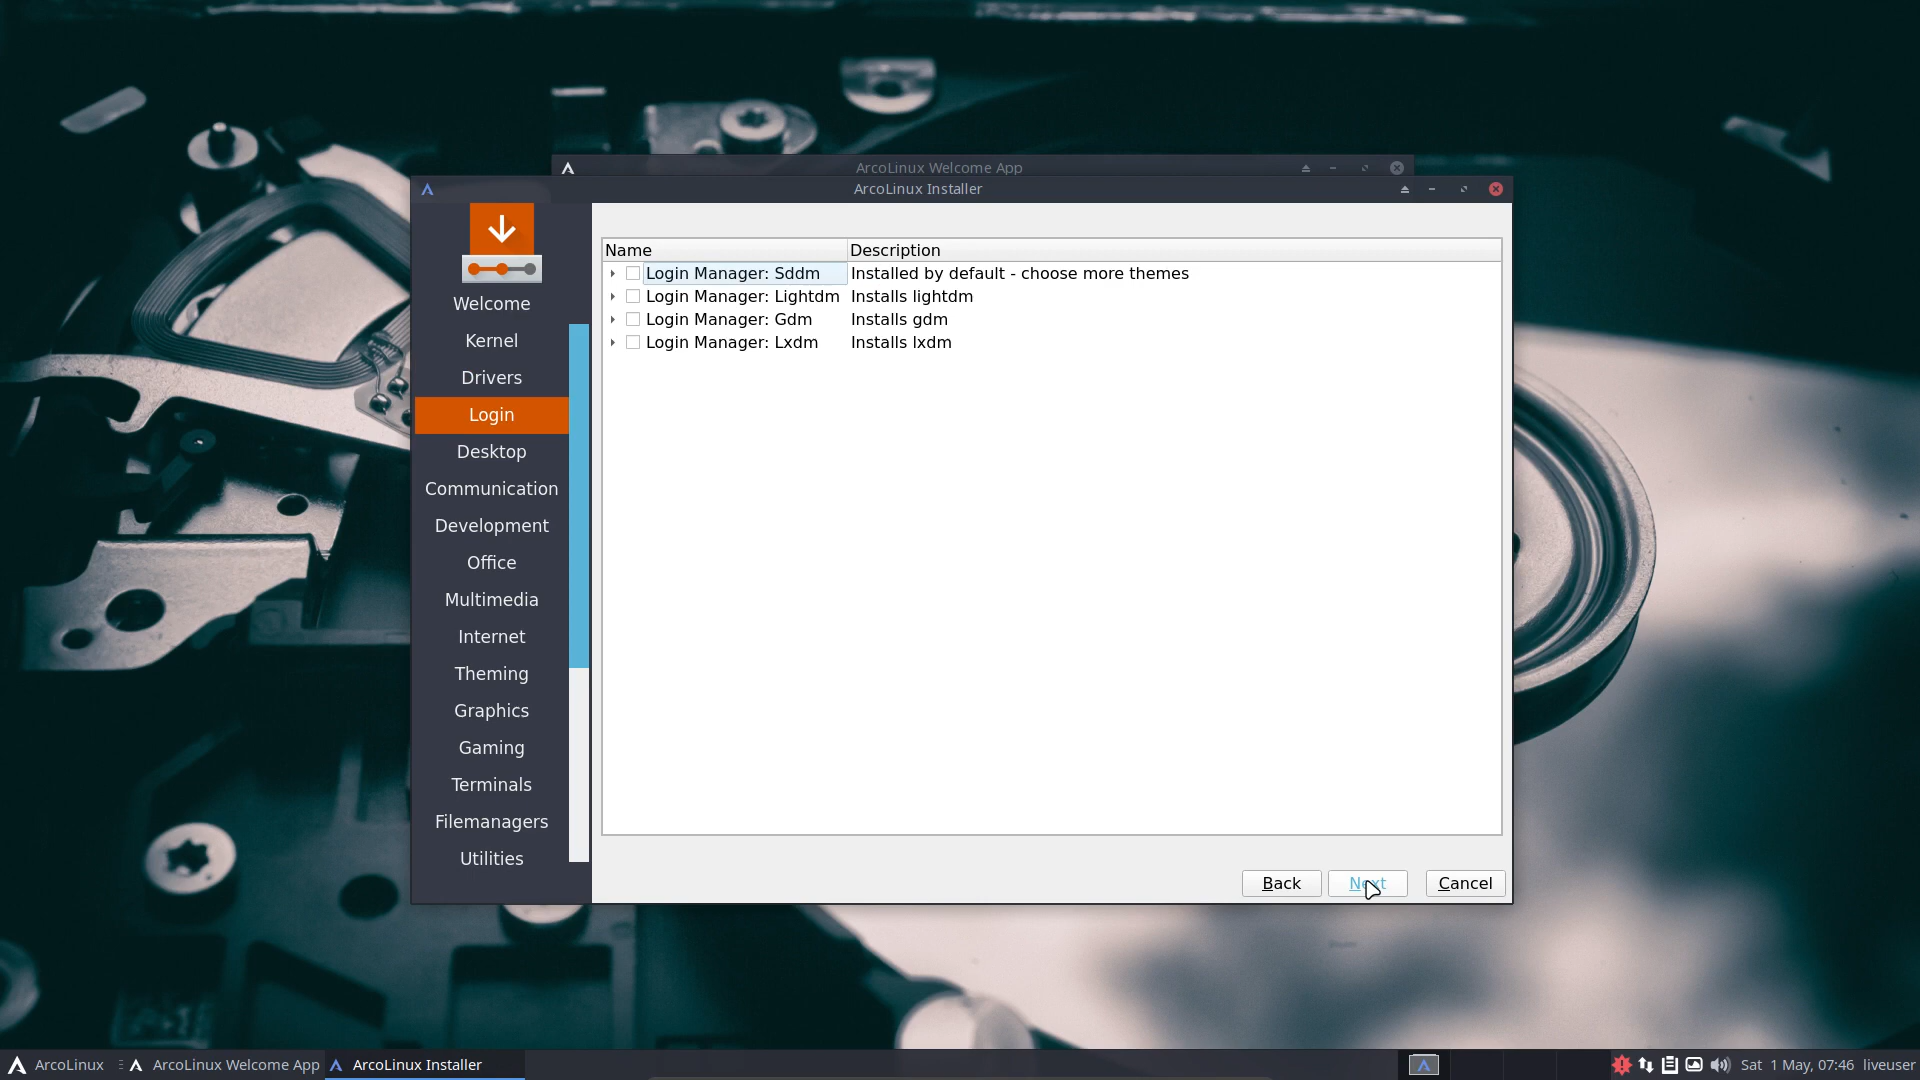 ArcoLinux Welcome App
ArcoLinux Installer
Welcome
Kernel
Drivers
Login
Desktop
Communication
Development
Office
Multimedia
Internet
Theming
Graphics
Gaming
Terminals
Filemanagers
Utilities
Name Description
Login Manager: Sddm Installed by default - choose more themes
Login Manager: Lightdm Installs lightdm
Login Manager: Gdm Installs gdm
Login Manager: Lxdm Installs lxdm
Back Next Cancel
ArcoLinux ArcoLinux Welcome App ArcoLinux Installer Sat 1 May, 07:46 liveuser